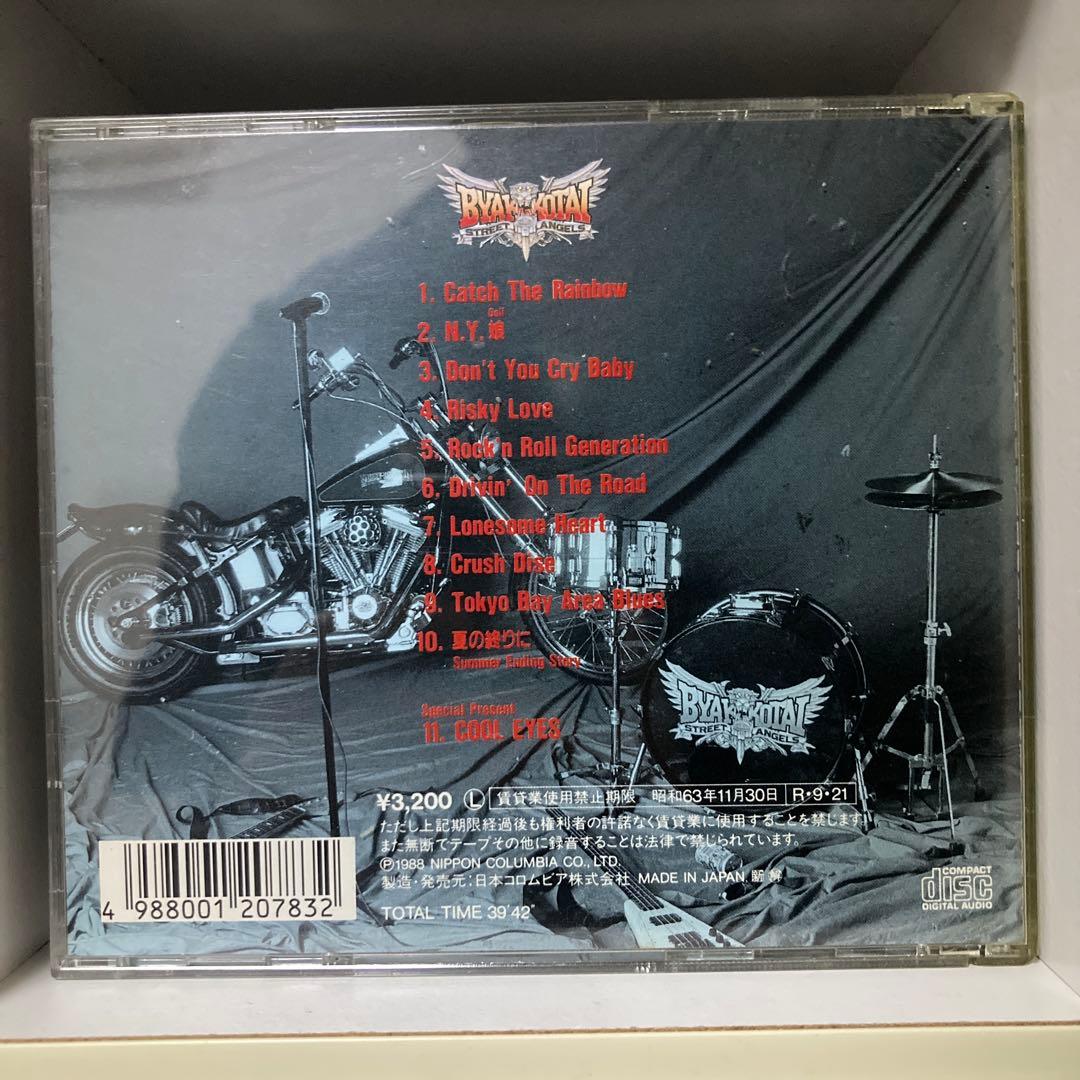 BYAKKOTAI
STREET ANGELS
1. Catch The Rainbow
2. N.Y. 娘
3. Don't You Cry Baby
4. Risky Love
5. Rock'n Roll Generation
6. Drivin' On The Road
7. Lonesome Heart
8. Crush Dise
9. Tokyo Bay Area Blues
10. 夏の終りに
Summer Ending Story
Special Present
11. COOL EYES
BYAKKOTAI
STREET ANGELS
¥3,200 Ⓛ 賃貸業使用禁止期限 昭和63年11月30日 R・9・21
ただし上記期限経過後も権利者の許諾なく賃貸業に使用することを禁じます。
また無断でテープその他に録音することは法律で禁じられています。
Ⓟ1988 NIPPON COLUMBIA CO., LTD.
製造・発売元:日本コロムビア株式会社 MADE IN JAPAN.
TOTAL TIME 39'42"
4 988001 207832
COMPACT
disc
DIGITAL AUDIO